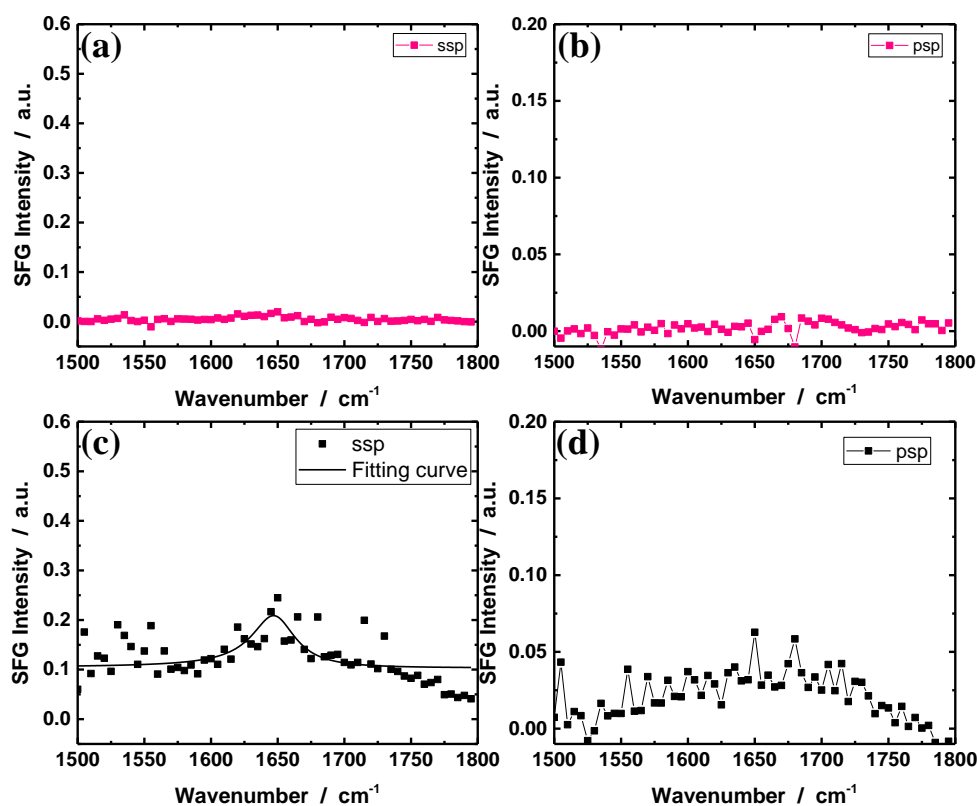 (a)
ssp
0.6
0.5
0.4
0.3
0.2
0.1
0.0
SFG Intensity / a.u.
1500 1550 1600 1650 1700 1750 1800
Wavenumber / cm⁻¹
(b)
psp
0.20
0.15
0.10
0.05
0.00
SFG Intensity / a.u.
1500 1550 1600 1650 1700 1750 1800
Wavenumber / cm⁻¹
(c)
ssp
Fitting curve
0.6
0.5
0.4
0.3
0.2
0.1
0.0
SFG Intensity / a.u.
1500 1550 1600 1650 1700 1750 1800
Wavenumber / cm⁻¹
(d)
psp
0.20
0.15
0.10
0.05
0.00
SFG Intensity / a.u.
1500 1550 1600 1650 1700 1750 1800
Wavenumber / cm⁻¹